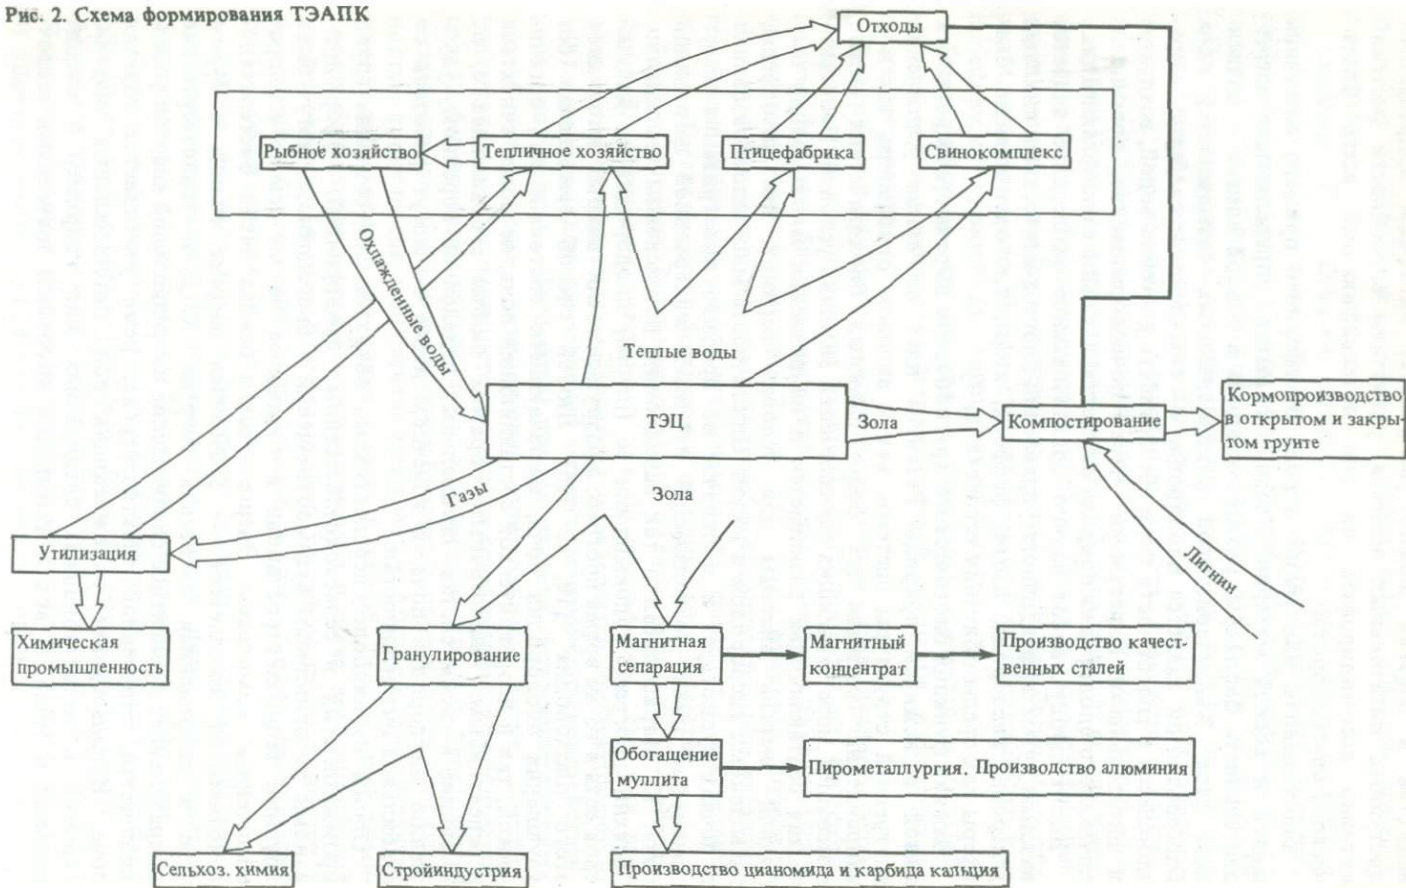 Рис. 2. Схема формирования ТЭАПК
Отходы
Рыбное хозяйство
Тепличное хозяйство
Птицефабрика
Свинокомплекс
Охлажденные воды
Теплые воды
ТЭЦ
Зола
Компостирование
Кормопроизводство
в открытом и закры-
том грунте
Газы
Зола
Утилизация
Лигнин
Химическая
промышленность
Гранулирование
Магнитная
сепарация
Магнитный
концентрат
Производство качест-
венных сталей
Обогащение
муллита
Пирометаллургия. Производство алюминия
Сельхоз. химия
Стройиндустрия
Производство цианомида и карбида кальция